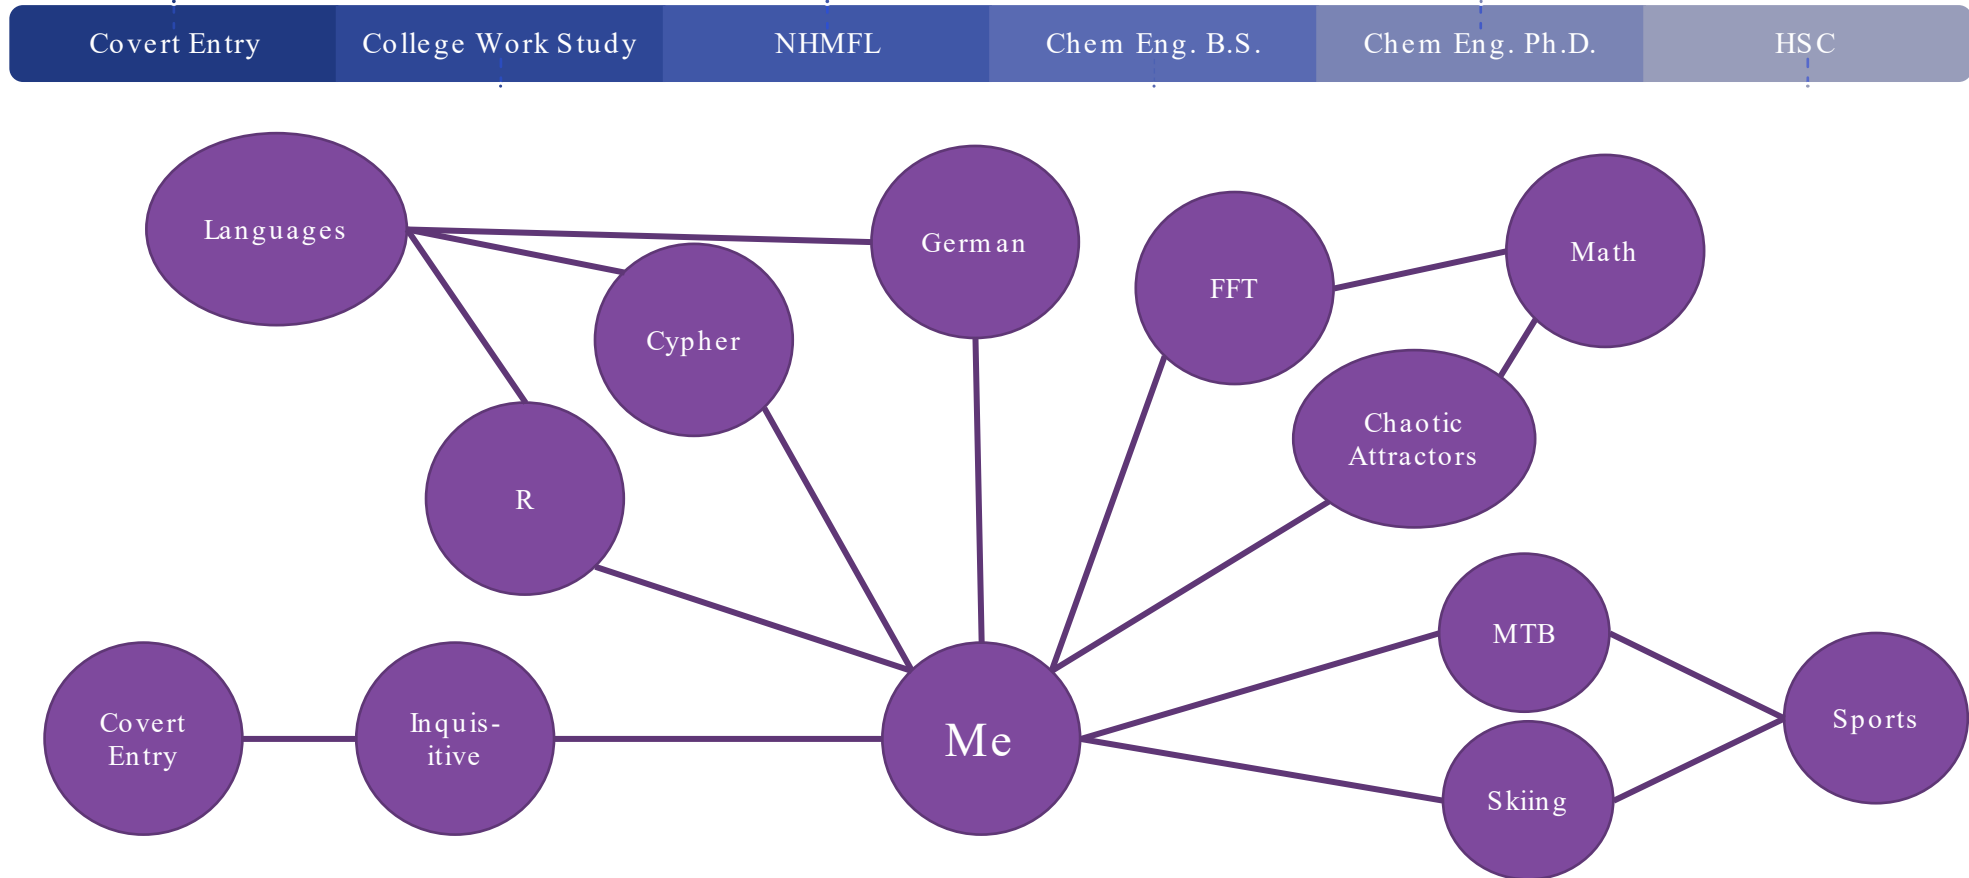 Covert Entry
College Work Study
NHMFL
Chem Eng. B.S.
Chem Eng. Ph.D.
HSC
Languages
German
FFT
Math
Cypher
Chaotic
Attractors
R
MTB
Covert
Entry
Inquis-
itive
Me
Sports
Skiing